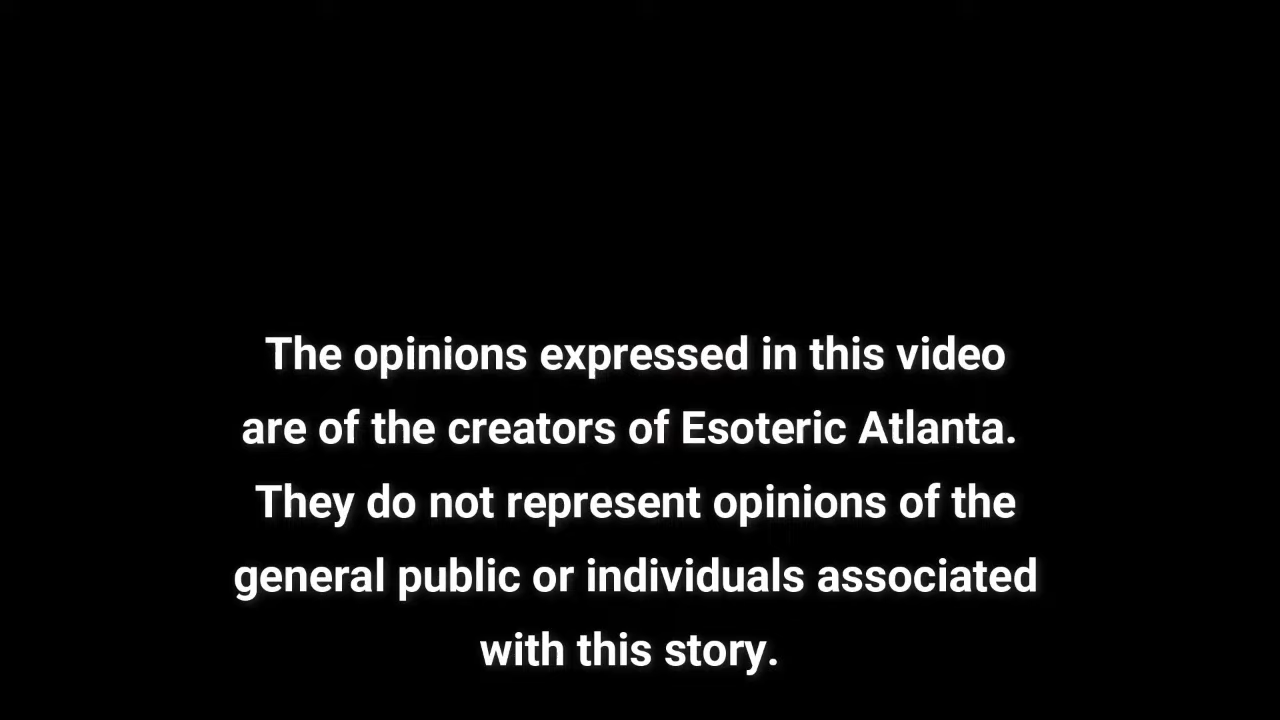 The opinions expressed in this video
are of the creators of Esoteric Atlanta.
They do not represent opinions of the
general public or individuals associated
with this story.